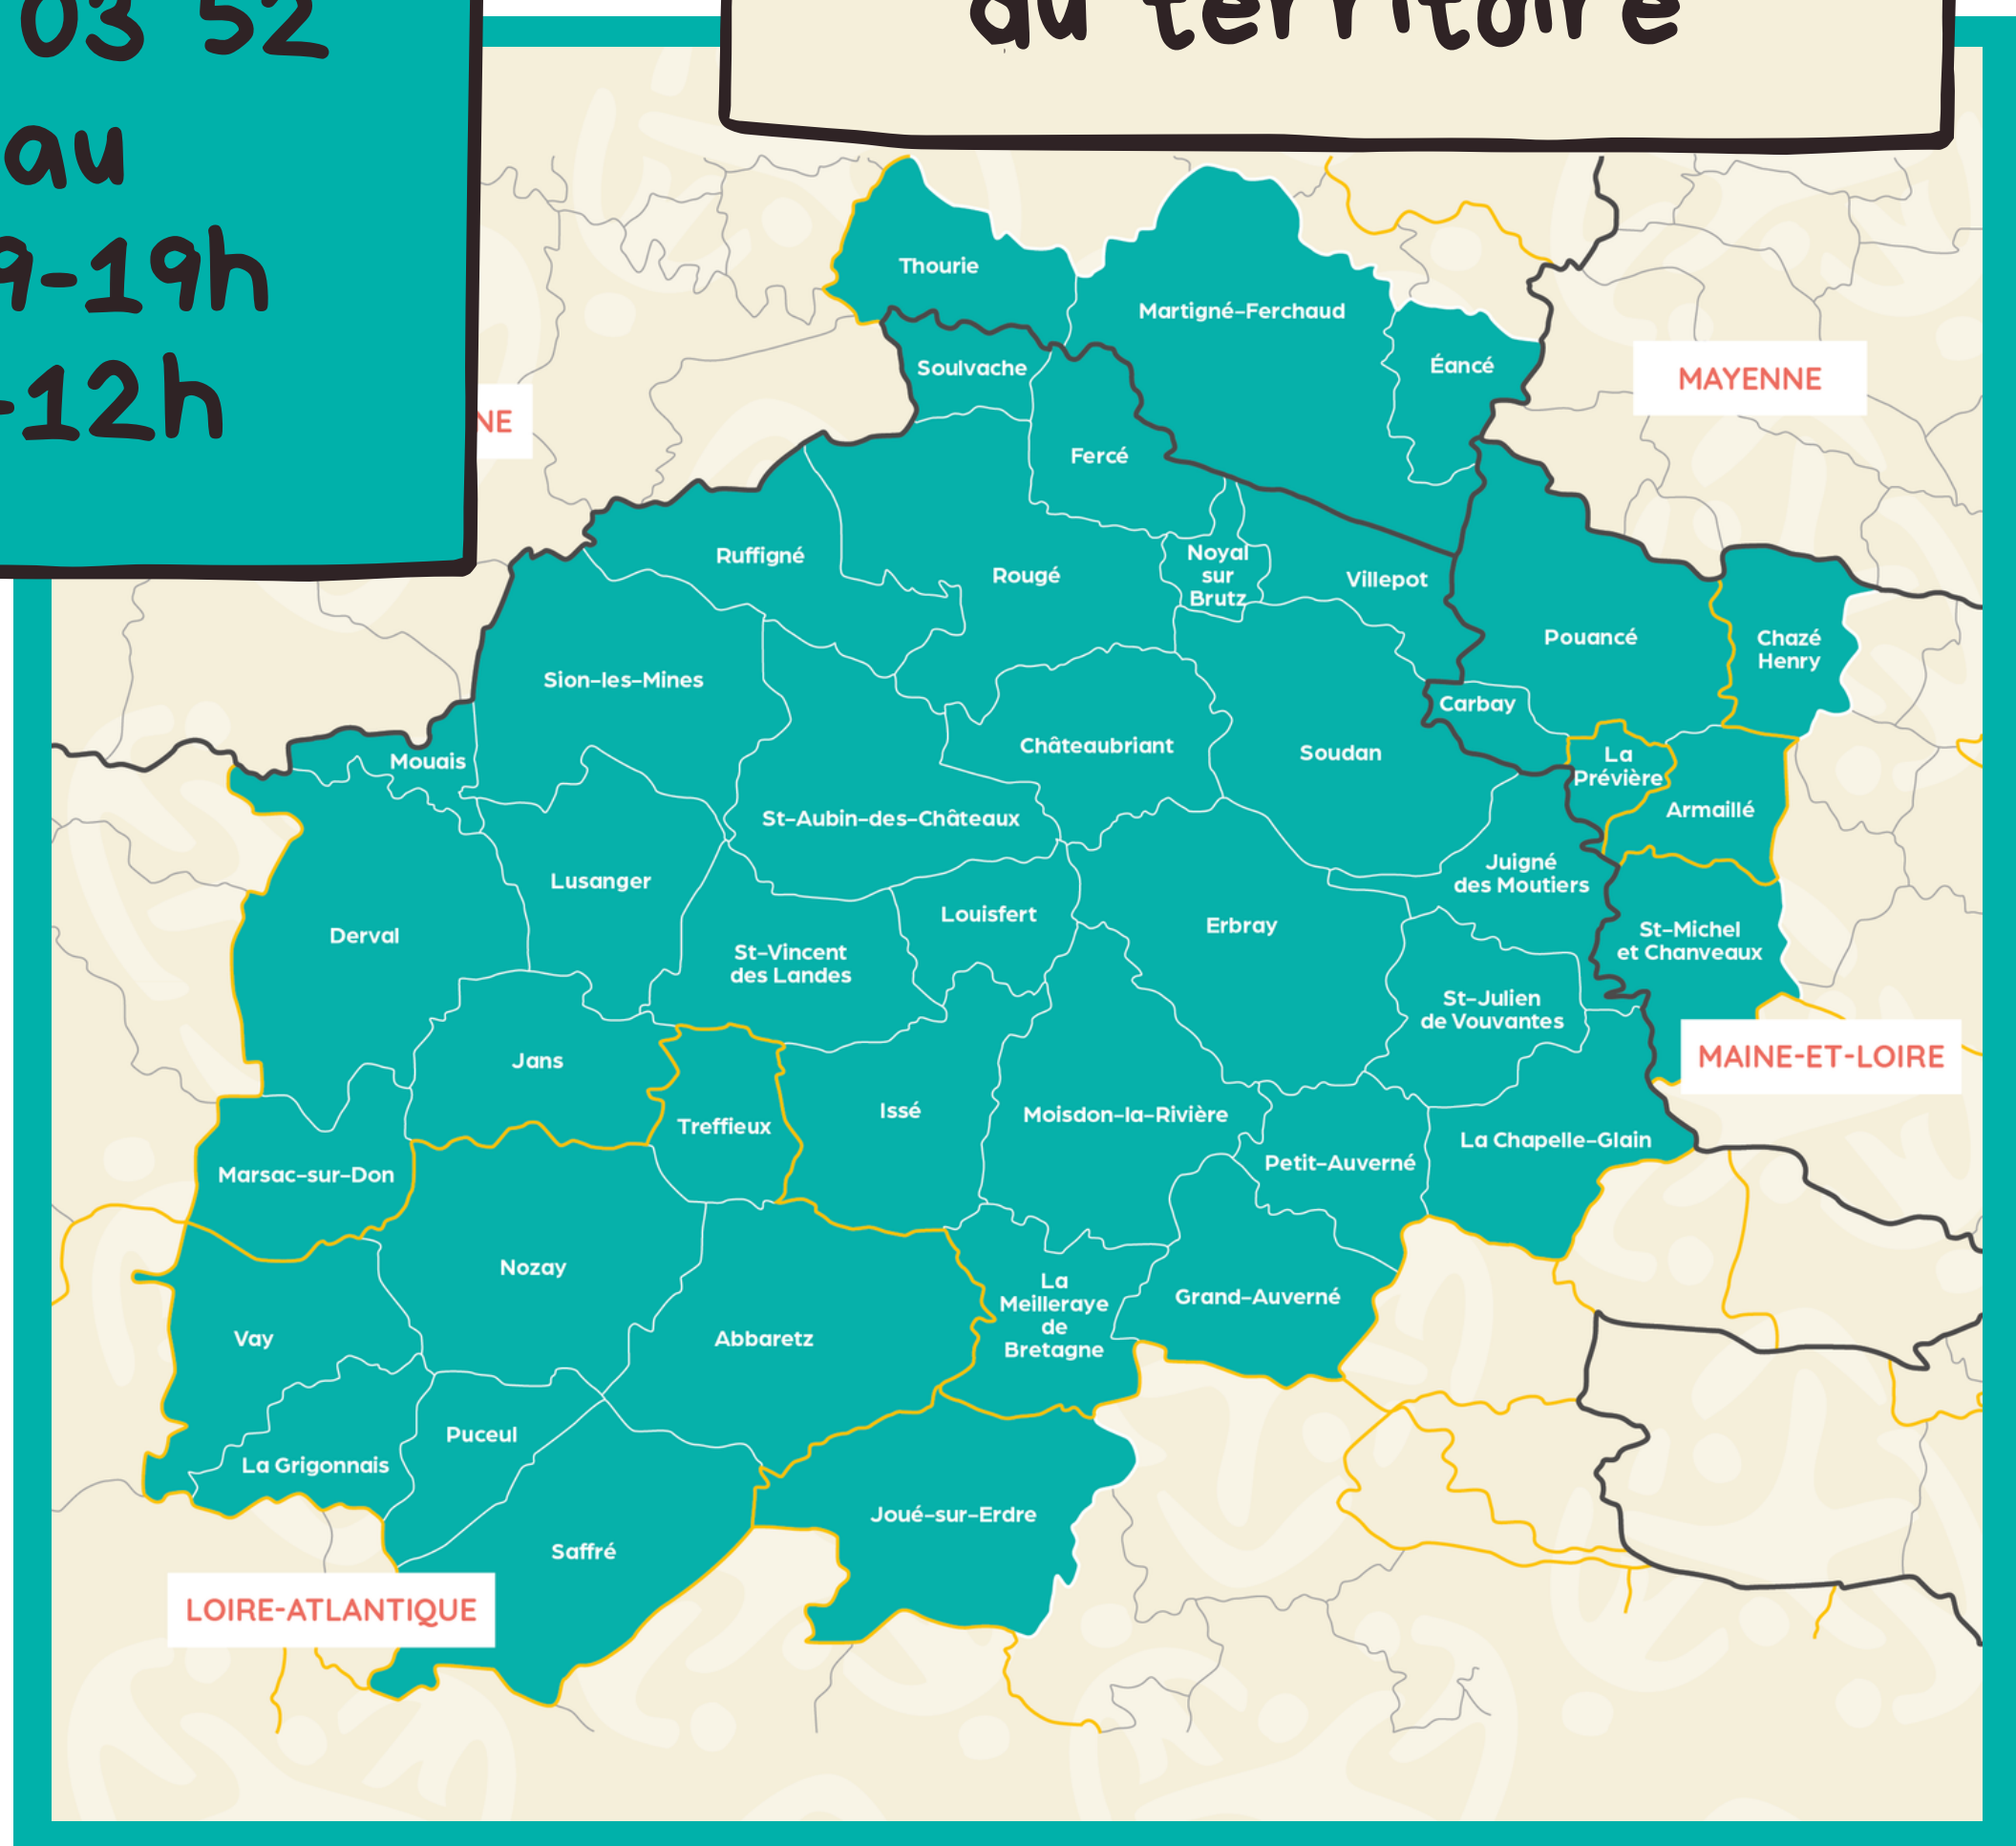 03 52
au
9-19h
-12h
du territoire
NE
MAYENNE
Thourie
Martigné-Ferchaud
Éancé
Soulvache
Fercé
Ruffigné
Rougé
Noyal
sur
Brutz
Villepot
Pouancé
Chazé
Henry
Sion-les-Mines
Carbay
Châteaubriant
Soudan
Mouais
La
Prévière
Armaillé
St-Aubin-des-Châteaux
Lusanger
Juigné
des Moutiers
Louisfert
Erbray
Derval
St-Vincent
des Landes
St-Michel
et Chanveaux
St-Julien
de Vouvantes
Jans
MAINE-ET-LOIRE
Treffieux
Issé
Moisdon-la-Rivière
La Chapelle-Glain
Petit-Auverné
Marsac-sur-Don
Nozay
La
Meilleraye
de
Bretagne
Grand-Auverné
Vay
Abbaretz
Puceul
La Grigonnais
Joué-sur-Erdre
Saffré
LOIRE-ATLANTIQUE